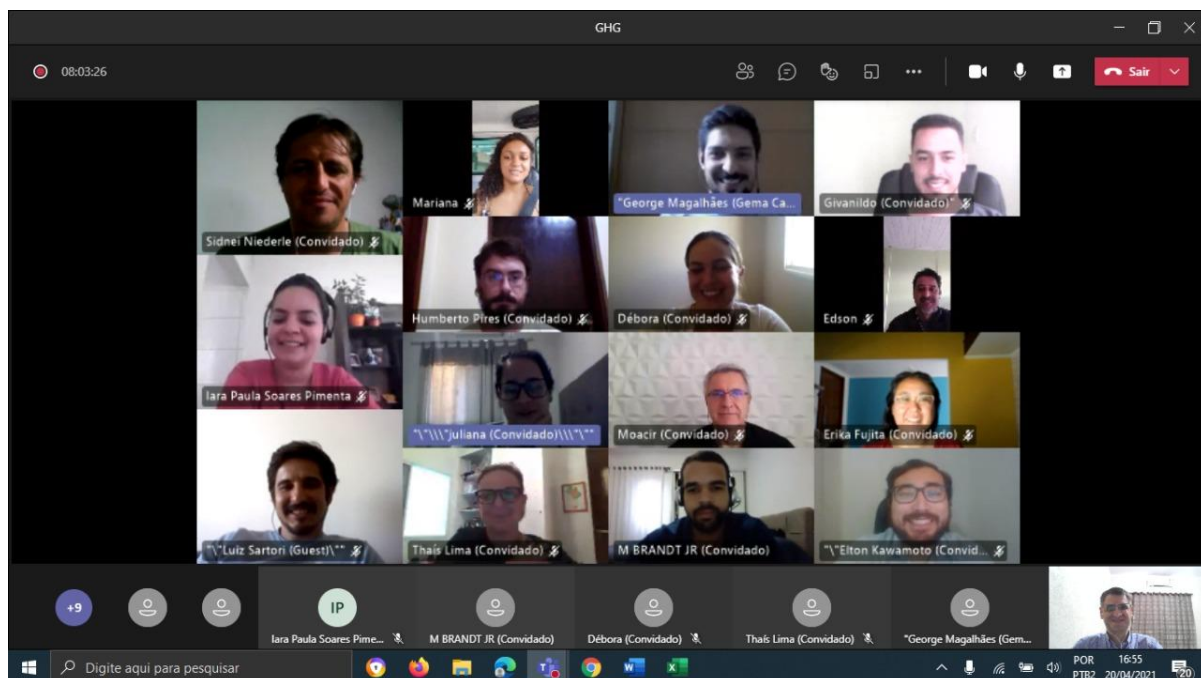 GHG
08:03:26
Sair
Sidnei Niederle (Convidado)
Mariana
"George Magalhães (Gema Ca...
Givanildo (Convidado)"
Iara Paula Soares Pimenta
Humberto Pires (Convidado)
Débora (Convidado)
Edson
"\"\\\"Juliana (Convidado)\\\"\""
Moacir (Convidado)
Erika Fujita (Convidado)
"\"Luiz Sartori (Guest)\""
Thaís Lima (Convidado)
M BRANDT JR (Convidado)
"\"Elton Kawamoto (Convid...
+9
IP
Iara Paula Soares Pime...
M BRANDT JR (Convidado)
Débora (Convidado)
Thaís Lima (Convidado)
"George Magalhães (Gem...
Digite aqui para pesquisar
POR
PTB2
16:55
20/04/2021
20